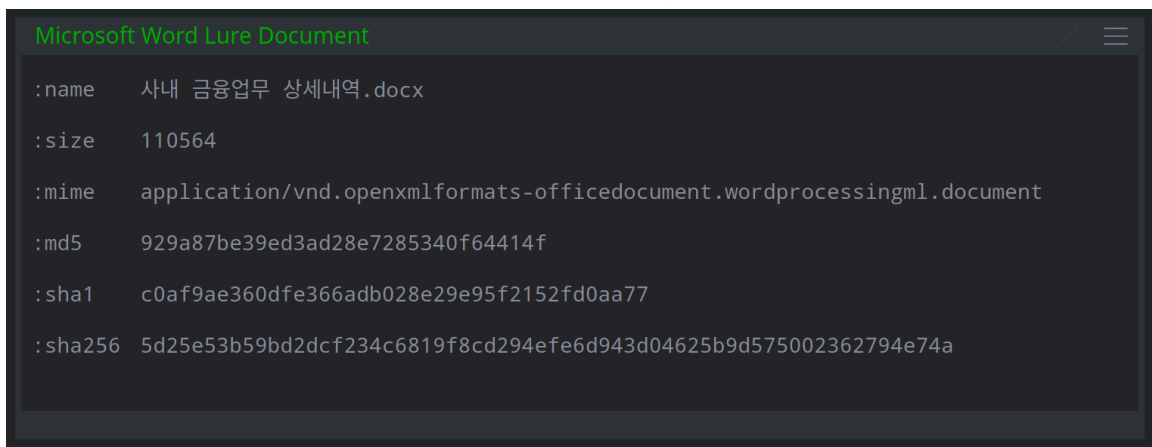 Microsoft Word Lure Document
:name 사내 금융업무 상세내역.docx
:size 110564
:mime application/vnd.openxmlformats-officedocument.wordprocessingml.document
:md5 929a87be39ed3ad28e7285340f64414f
:sha1 c0af9ae360dfe366adb028e29e95f2152fd0aa77
:sha256 5d25e53b59bd2dcf234c6819f8cd294efe6d943d04625b9d575002362794e74a